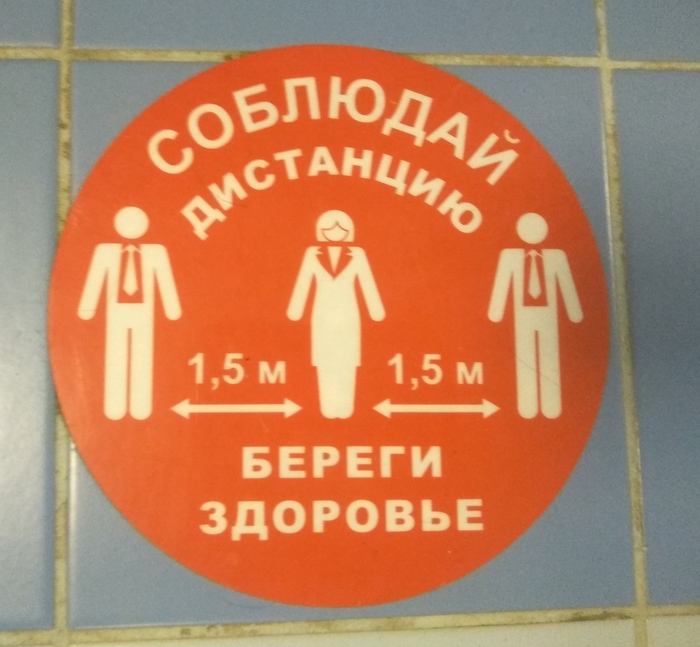 СОБЛЮДАЙ
ДИСТАНЦИЮ
1,5 м 1,5 м
БЕРЕГИ
ЗДОРОВЬЕ